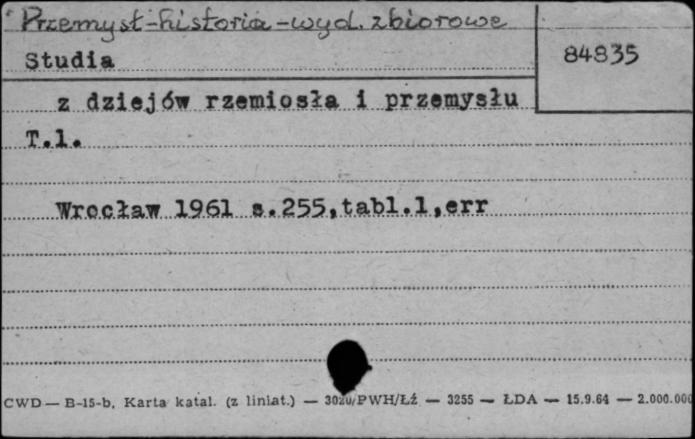 Przemysł-historia-wyd. zbiorowe
Studia
84835
z dziejów rzemiosła i przemysłu
T.1.
Wrocław 1961 s.255,tabl.1,err
CWD — B-15-b. Karta katal. (z liniat.) — 3020/PWH/Łź — 3255 — ŁDA — 15.9.64 — 2.000.000